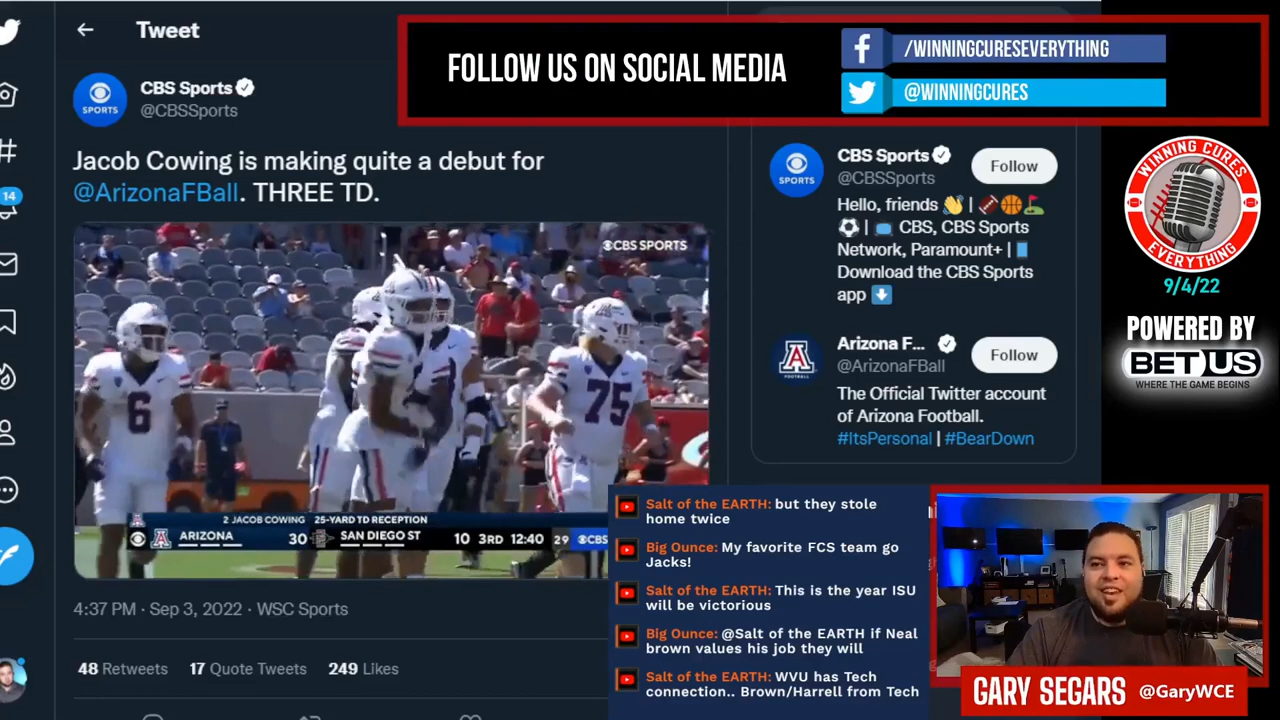 Tweet
CBS Sports
@CBSSports
Jacob Cowing is making quite a debut for
@ArizonaFBall. THREE TD.
CBS SPORTS
6
75
2 JACOB COWING 25-YARD TD RECEPTION
ARIZONA 30 SAN DIEGO ST 10 3RD 12:40 29 CBS
4:37 PM · Sep 3, 2022 · WSC Sports
48 Retweets 17 Quote Tweets 249 Likes
14
FOLLOW US ON SOCIAL MEDIA
/WINNINGCURESEVERYTHING
@WINNINGCURES
SPORTS
CBS Sports
@CBSSports
Follow
Hello, friends 👋 | 🏈🏀⛳
⚽ | 📺 CBS, CBS Sports
Network, Paramount+ | 📘
Download the CBS Sports
app ⬇️
Arizona F...
@ArizonaFBall
Follow
The Official Twitter account
of Arizona Football.
#ItsPersonal | #BearDown
WINNING CURES
EVERYTHING
9/4/22
POWERED BY
BETUS
WHERE THE GAME BEGINS
Salt of the EARTH: but they stole
home twice
Big Ounce: My favorite FCS team go
Jacks!
Salt of the EARTH: This is the year ISU
will be victorious
Big Ounce: @Salt of the EARTH if Neal
brown values his job they will
Salt of the EARTH: WVU has Tech
connection.. Brown/Harrell from Tech
GARY SEGARS @GaryWCE
SPORTS